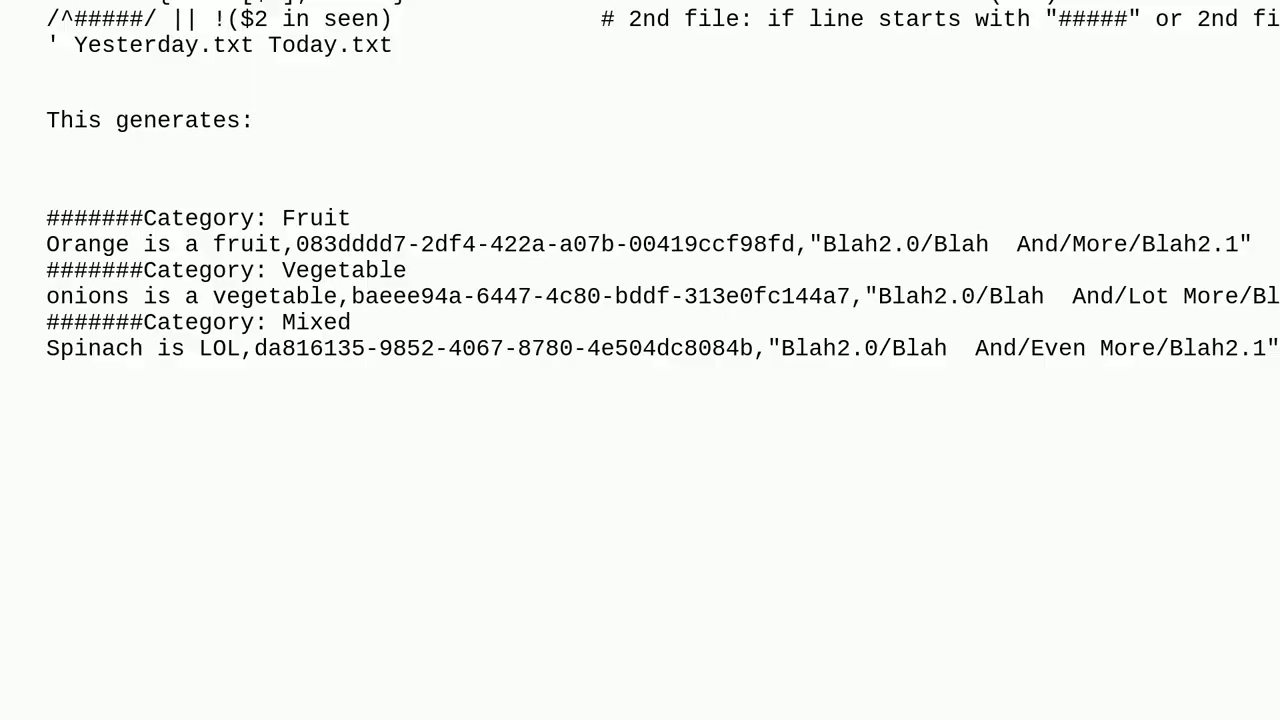 /^#####/ || !($2 in seen)               # 2nd file: if line starts with "#####" or 2nd
' Yesterday.txt Today.txt
This generates:
#######Category: Fruit
Orange is a fruit,083dddd7-2df4-422a-a07b-00419ccf98fd,"Blah2.0/Blah  And/More/Blah2.1"
#######Category: Vegetable
onions is a vegetable,baeee94a-6447-4c80-bddf-313e0fc144a7,"Blah2.0/Blah  And/Lot More/Bl
#######Category: Mixed
Spinach is LOL,da816135-9852-4067-8780-4e504dc8084b,"Blah2.0/Blah  And/Even More/Blah2.1"